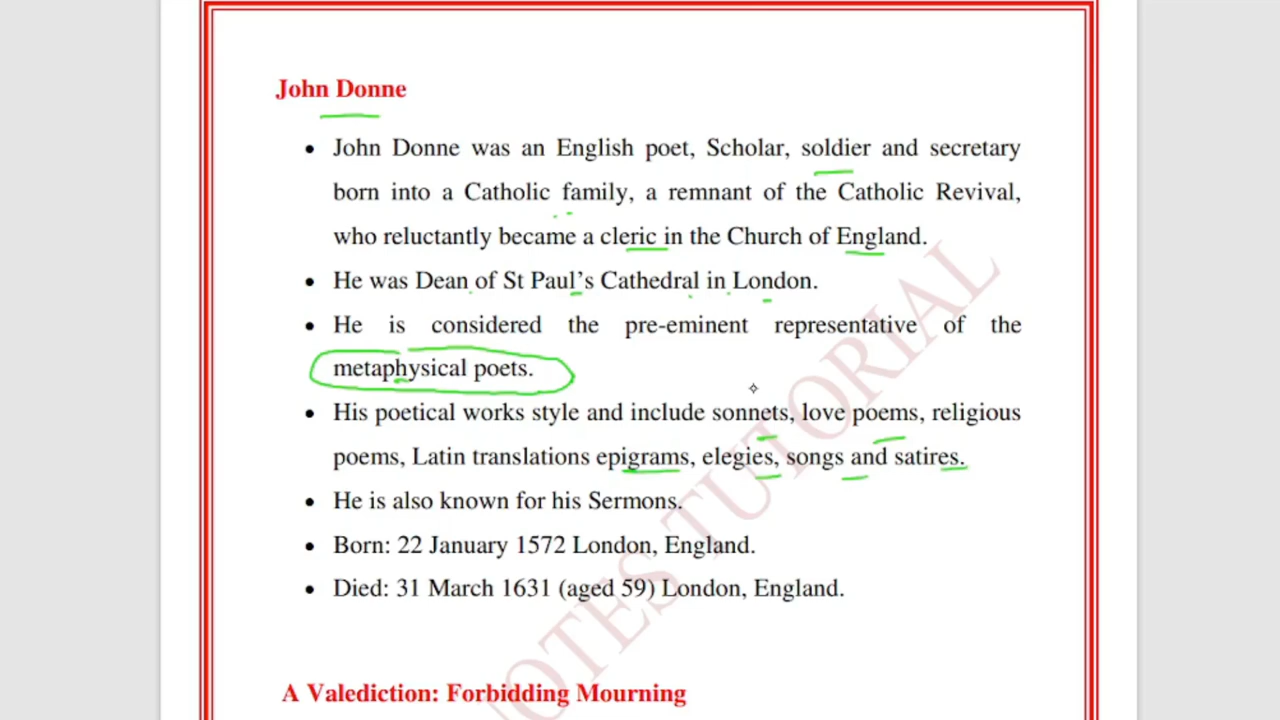 John Donne
• John Donne was an English poet, Scholar, soldier and secretary
born into a Catholic family, a remnant of the Catholic Revival,
who reluctantly became a cleric in the Church of England.
• He was Dean of St Paul’s Cathedral in London.
• He is considered the pre-eminent representative of the
metaphysical poets.
• His poetical works style and include sonnets, love poems, religious
poems, Latin translations epigrams, elegies, songs and satires.
• He is also known for his Sermons.
• Born: 22 January 1572 London, England.
• Died: 31 March 1631 (aged 59) London, England.
NOTES TUTORIAL
A Valediction: Forbidding Mourning